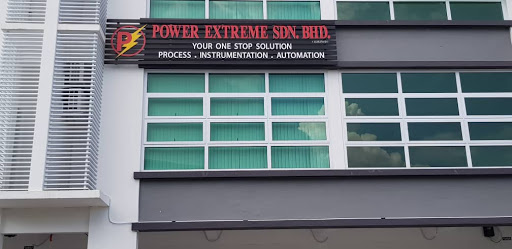 POWER EXTREME SDN. BHD.
YOUR ONE STOP SOLUTION
PROCESS . INSTRUMENTATION . AUTOMATION